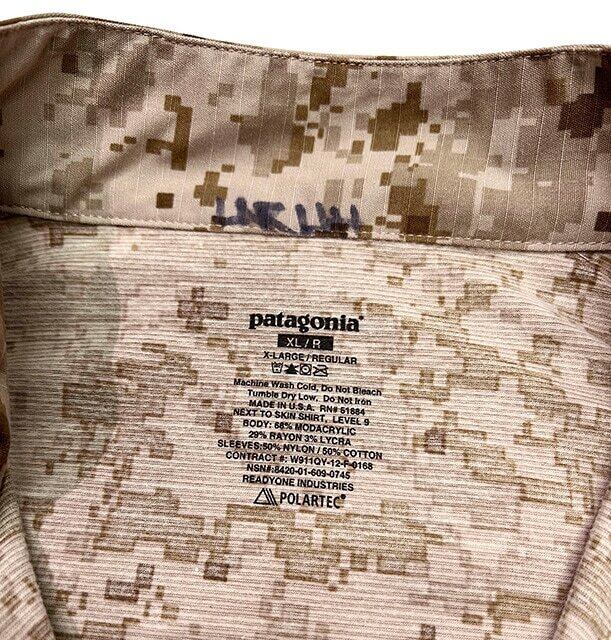 patagonia®
XL/R
X-LARGE/REGULAR
Machine Wash Cold, Do Not Bleach
Tumble Dry Low, Do Not Iron
MADE IN U.S.A. RN# 51884
NEXT TO SKIN SHIRT, LEVEL 9
BODY: 68% MODACRYLIC
29% RAYON 3% LYCRA
SLEEVES:50% NYLON / 50% COTTON
CONTRACT #: W911QY-12-F-0168
NSN#:8420-01-609-0745
READYONE INDUSTRIES
POLARTEC®